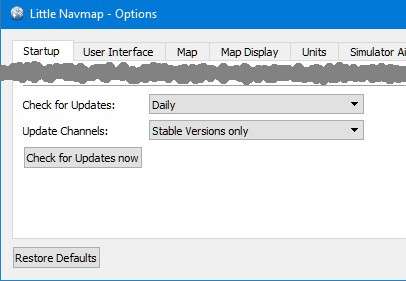 Little Navmap - Options
Startup User Interface Map Map Display Units Simulator Ai
Check for Updates: Daily
Update Channels: Stable Versions only
Check for Updates now
Restore Defaults